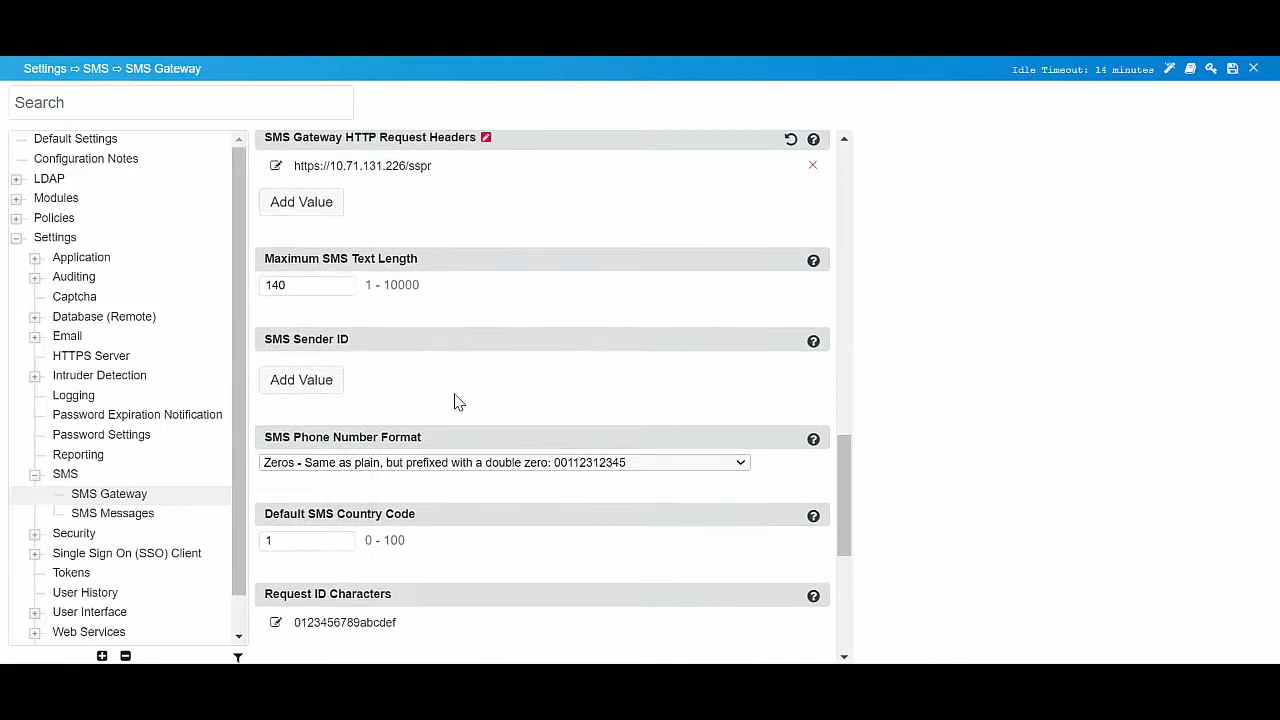 Settings ⇨ SMS ⇨ SMS Gateway
Idle Timeout: 14 minutes
Search
Default Settings
Configuration Notes
LDAP
Modules
Policies
Settings
Application
Auditing
Captcha
Database (Remote)
Email
HTTPS Server
Intruder Detection
Logging
Password Expiration Notification
Password Settings
Reporting
SMS
SMS Gateway
SMS Messages
Security
Single Sign On (SSO) Client
Tokens
User History
User Interface
Web Services
SMS Gateway HTTP Request Headers
https://10.71.131.226/sspr
Add Value
Maximum SMS Text Length
140 1 - 10000
SMS Sender ID
Add Value
SMS Phone Number Format
Zeros - Same as plain, but prefixed with a double zero: 00112312345
Default SMS Country Code
1 0 - 100
Request ID Characters
0123456789abcdef